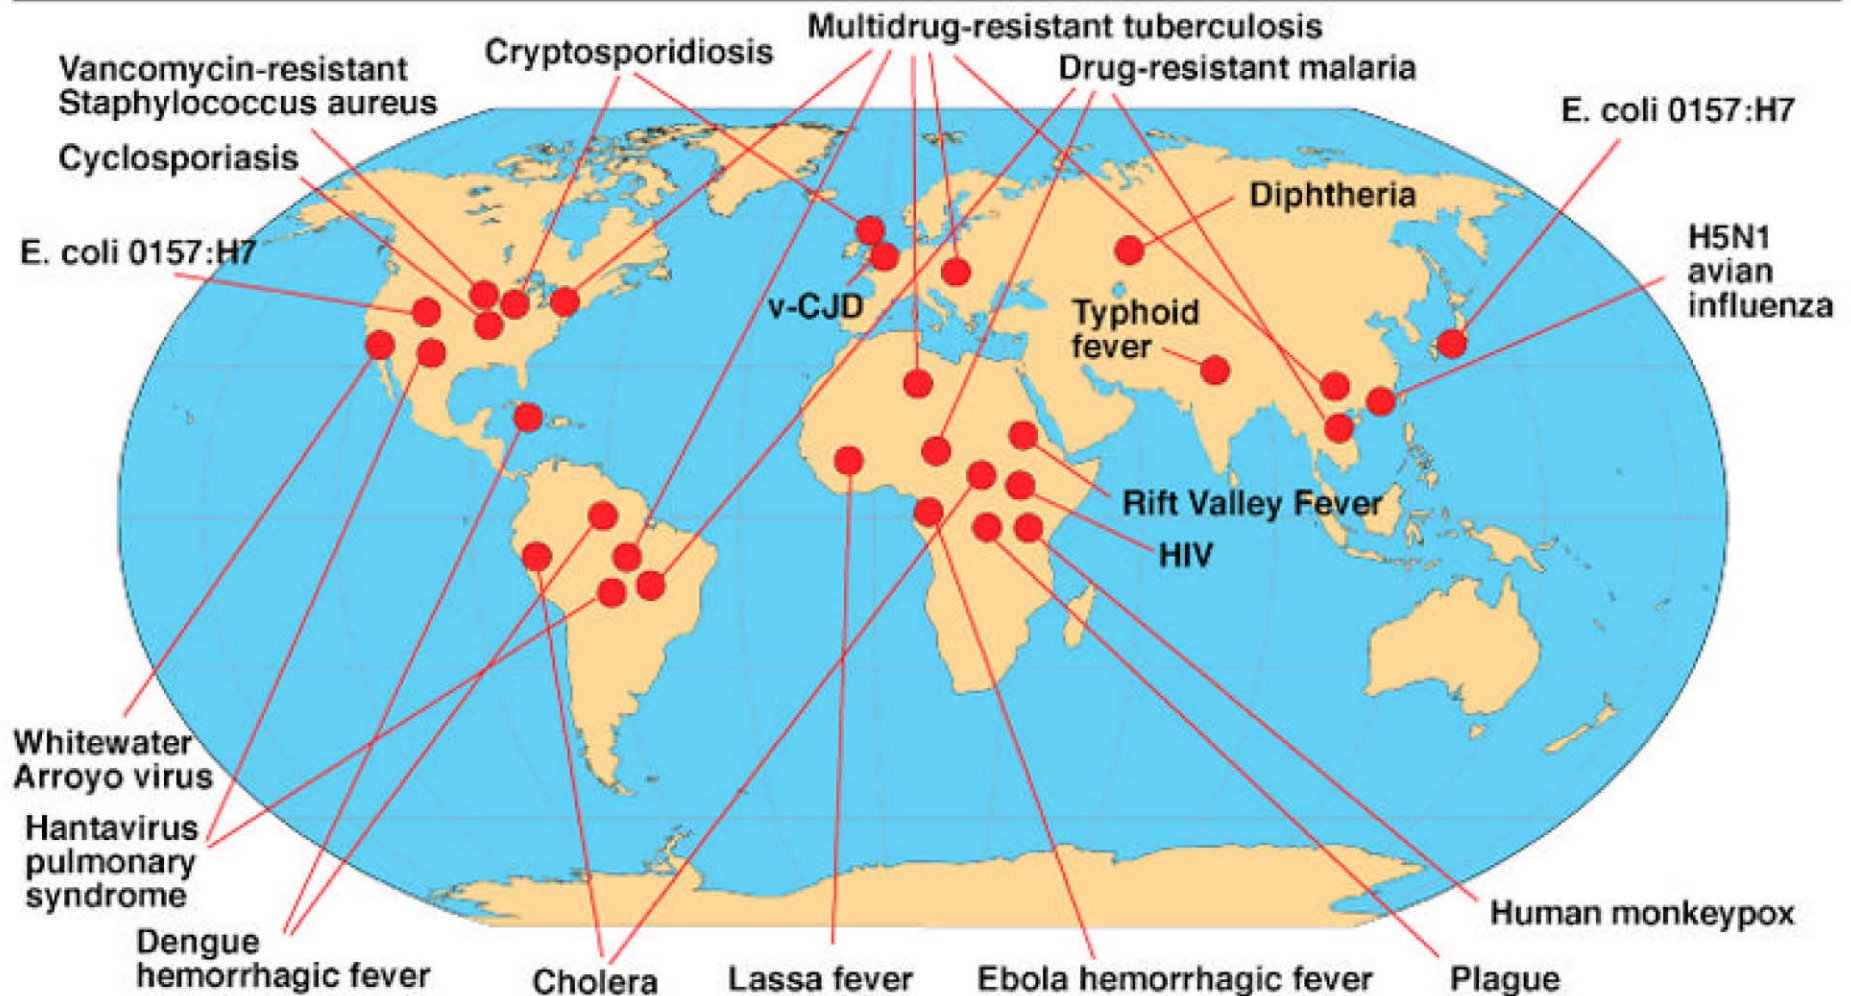 Multidrug-resistant tuberculosis
Cryptosporidiosis
Drug-resistant malaria
Vancomycin-resistant
Staphylococcus aureus
E. coli 0157:H7
Cyclosporiasis
Diphtheria
E. coli 0157:H7
H5N1
avian
influenza
v-CJD
Typhoid
fever
Rift Valley Fever
HIV
Whitewater
Arroyo virus
Hantavirus
pulmonary
syndrome
Human monkeypox
Dengue
hemorrhagic fever
Cholera
Lassa fever
Ebola hemorrhagic fever
Plague